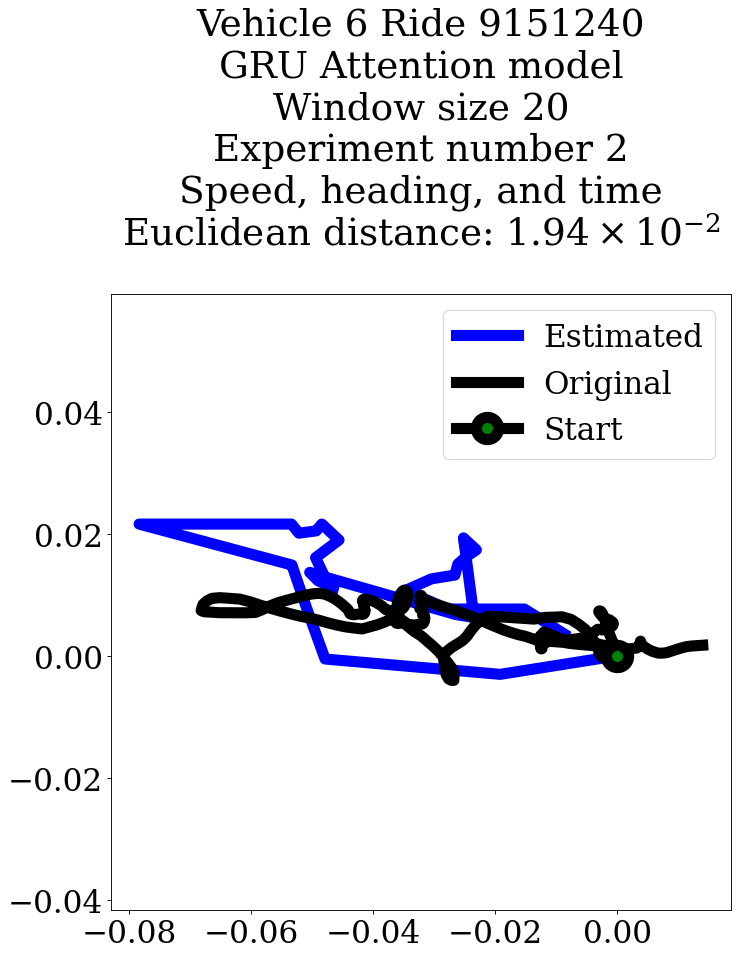 Vehicle 6 Ride 9151240
GRU Attention model
Window size 20
Experiment number 2
Speed, heading, and time
Euclidean distance: 1.94 × 10⁻²
Estimated
Original
Start
0.04
0.02
0.00
−0.02
−0.04
−0.08 −0.06 −0.04 −0.02 0.00